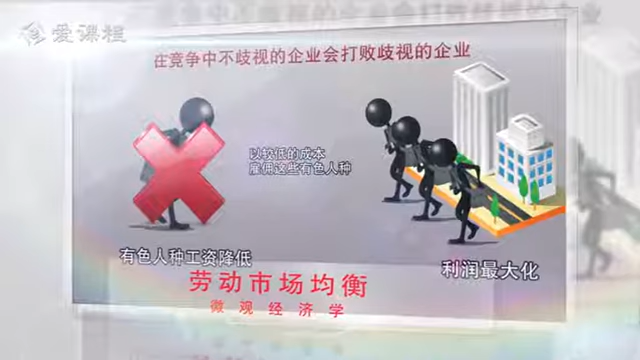 爱课程
在竞争中不歧视的企业会打败歧视的企业
以较低的成本
雇佣这些有色人种
有色人种工资降低
利润最大化
劳动市场均衡
微观经济学